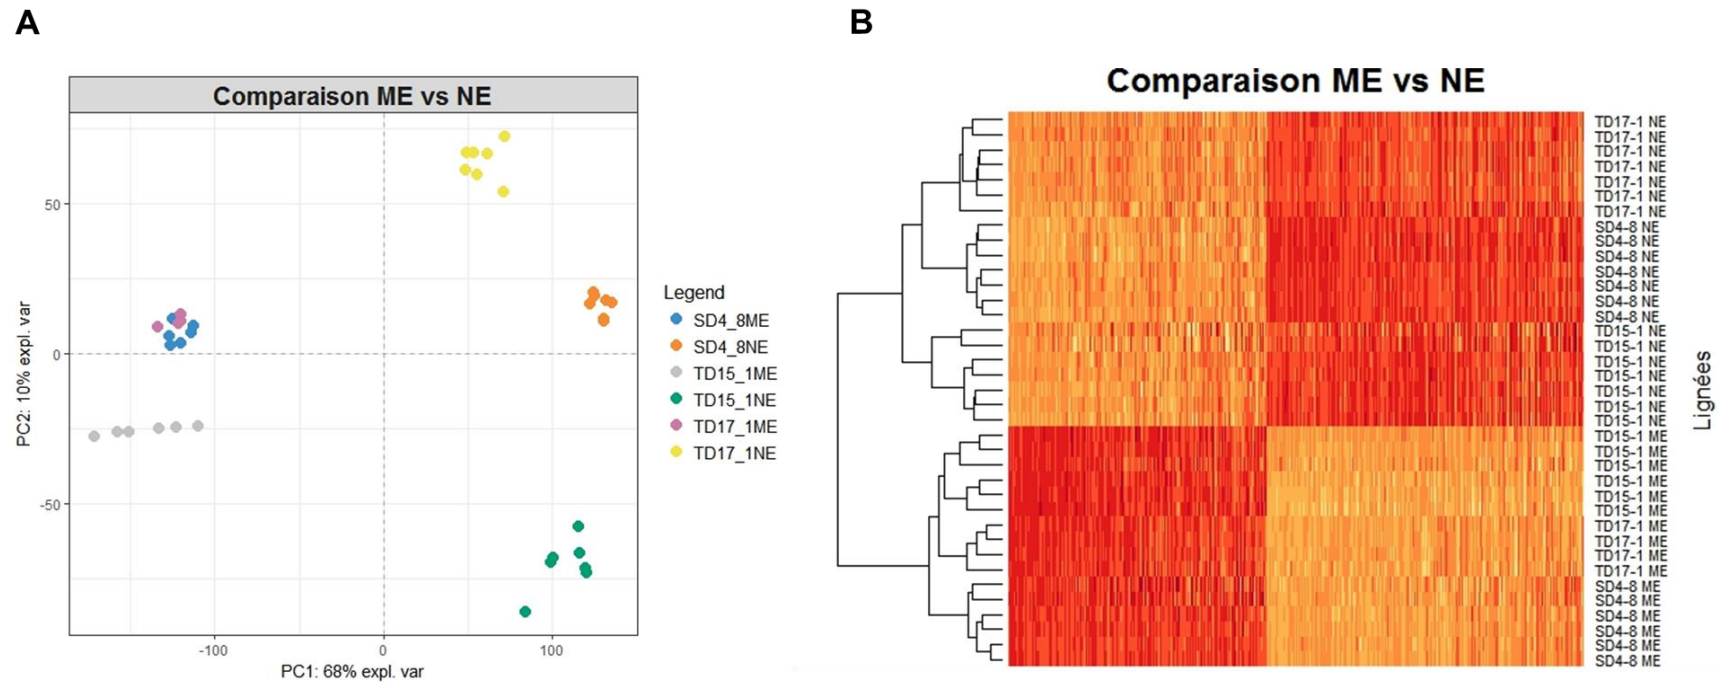 A
Comparaison ME vs NE
50
0
-50
-100
0
100
PC2: 10% expl. var
PC1: 68% expl. var
Legend
SD4_8ME
SD4_8NE
TD15_1ME
TD15_1NE
TD17_1ME
TD17_1NE
B
Comparaison ME vs NE
TD17-1 NE
TD17-1 NE
TD17-1 NE
TD17-1 NE
TD17-1 NE
TD17-1 NE
TD17-1 NE
SD4-8 NE
SD4-8 NE
SD4-8 NE
SD4-8 NE
SD4-8 NE
SD4-8 NE
SD4-8 NE
TD15-1 NE
TD15-1 NE
TD15-1 NE
TD15-1 NE
TD15-1 NE
TD15-1 NE
TD15-1 NE
TD15-1 ME
TD15-1 ME
TD15-1 ME
TD15-1 ME
TD15-1 ME
TD15-1 ME
TD17-1 ME
TD17-1 ME
TD17-1 ME
TD17-1 ME
SD4-8 ME
SD4-8 ME
SD4-8 ME
SD4-8 ME
SD4-8 ME
SD4-8 ME
Lignées